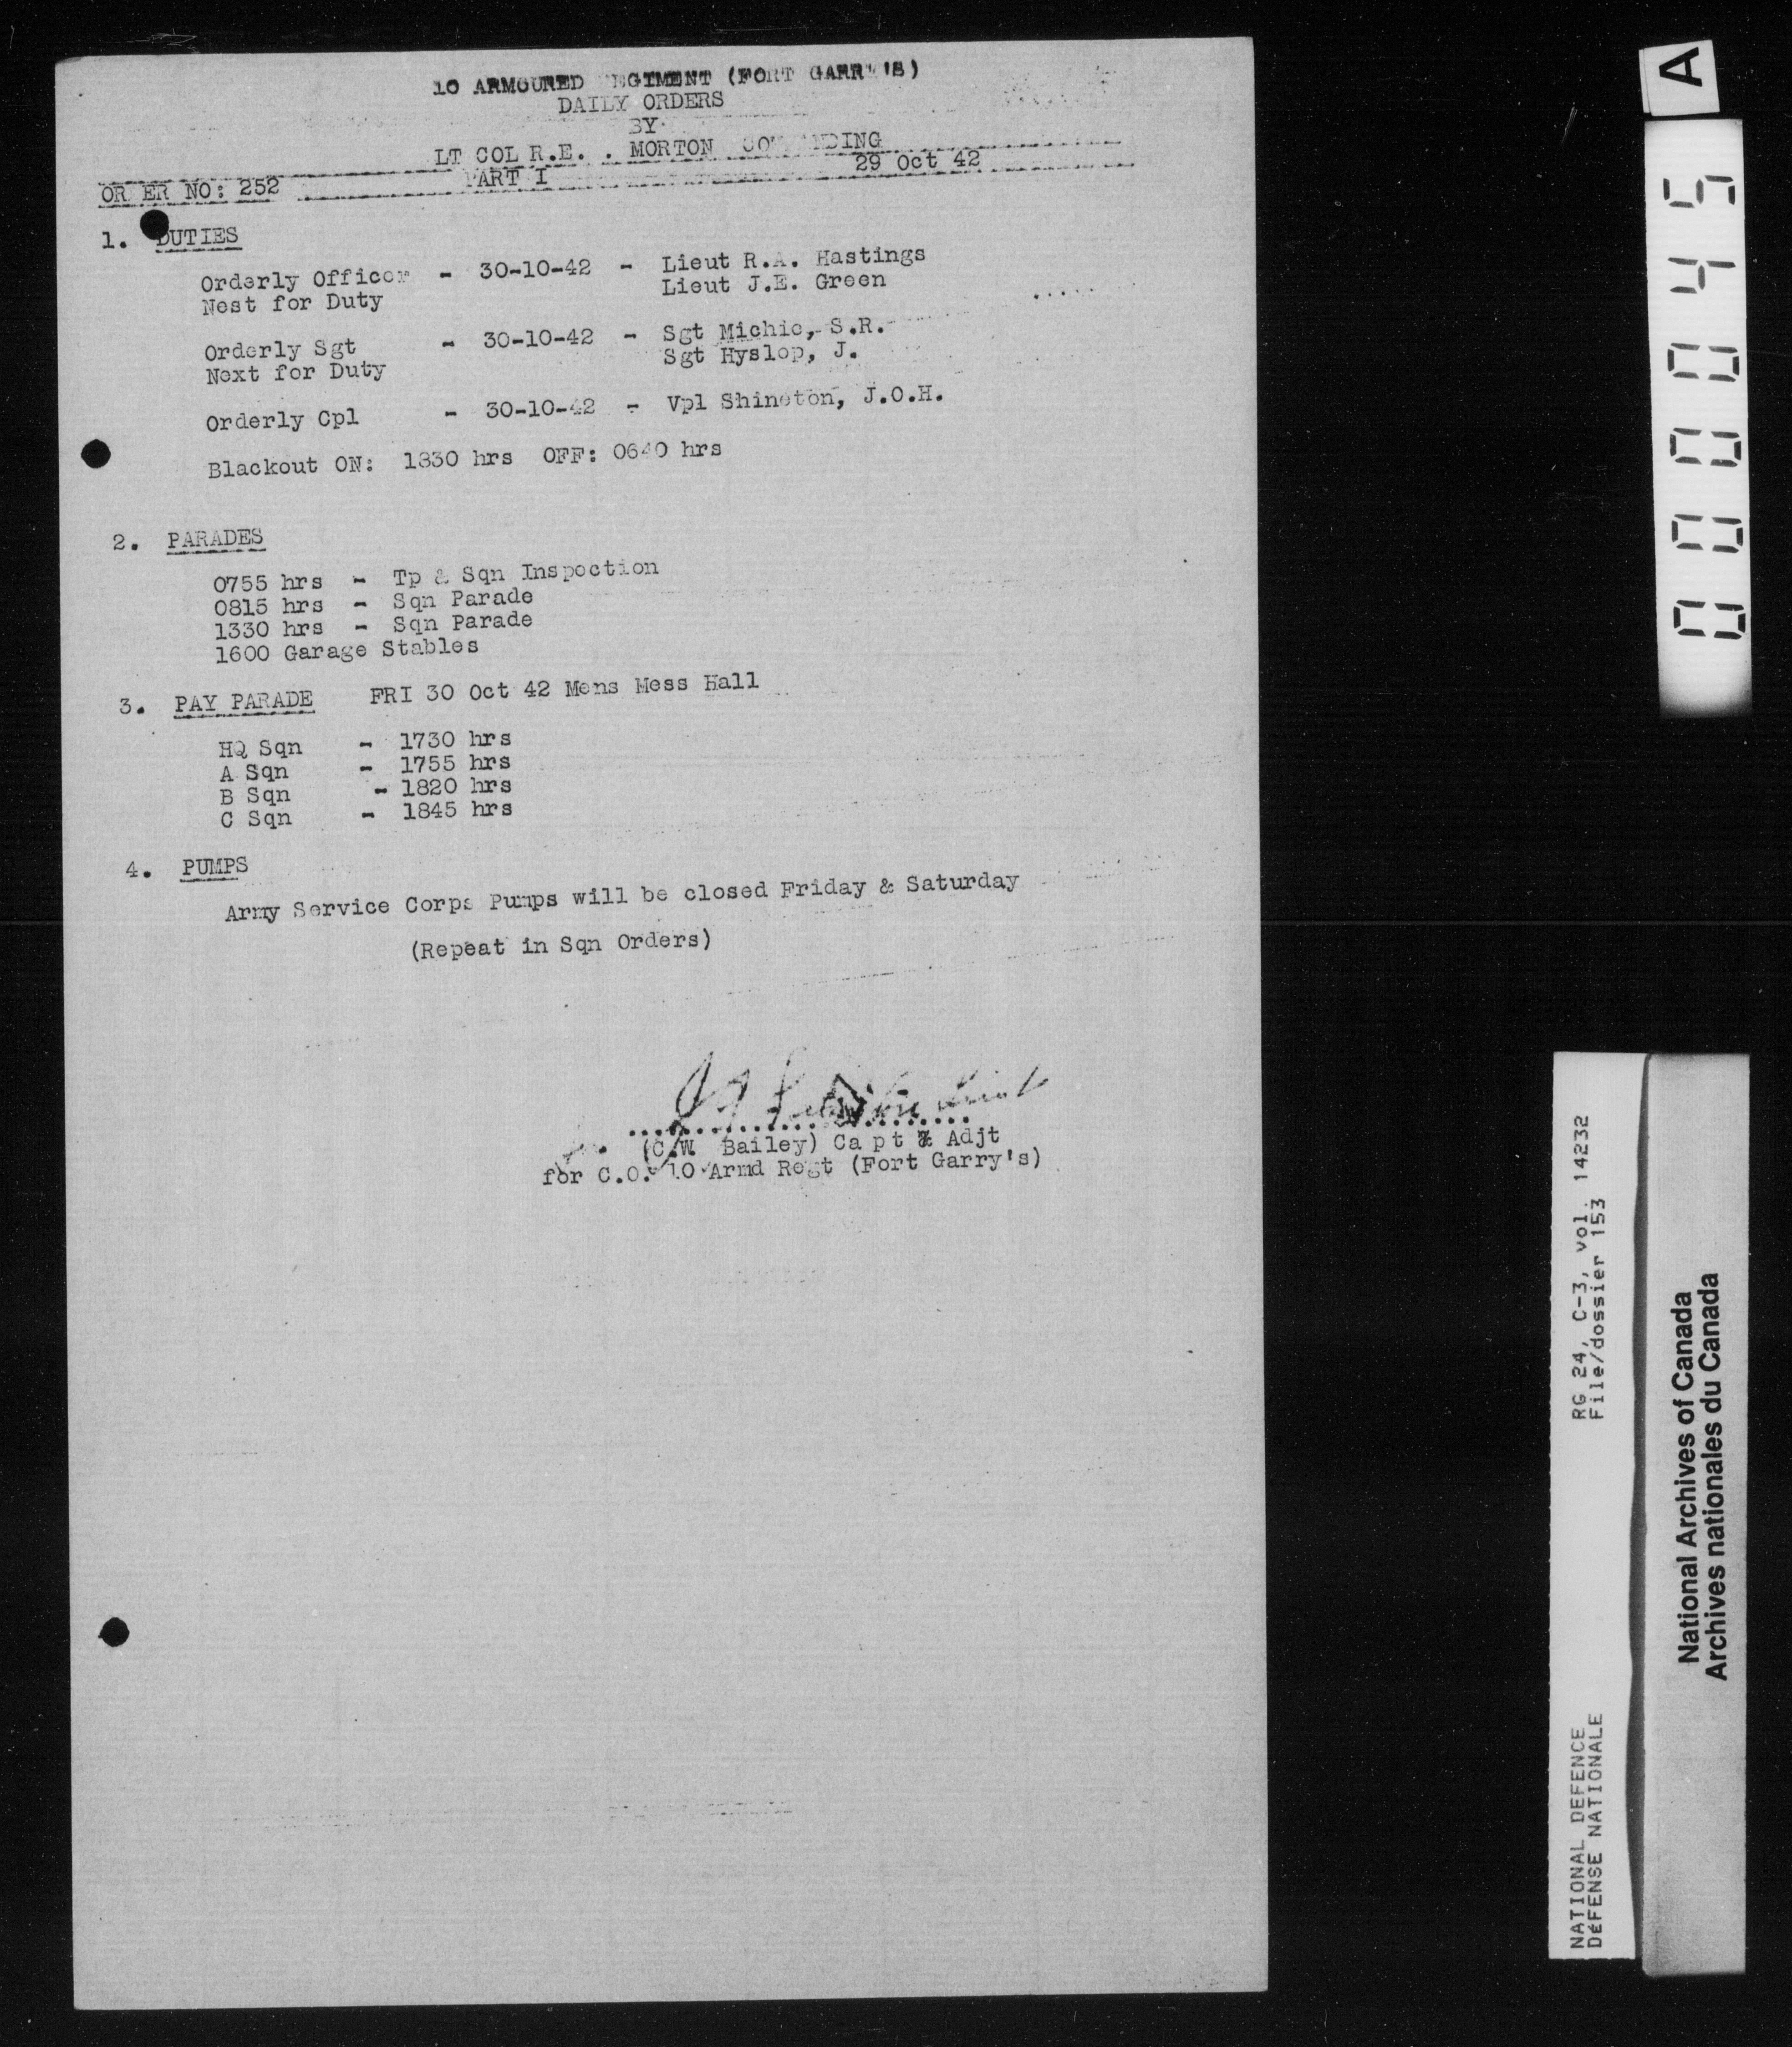 10 ARMOURED REGIMENT (FORT GARRY'S)
DAILY ORDERS
BY
LT COL R.E. . MORTON COMMANDING
ORDER NO: 252 PART I 29 Oct 42
1. DUTIES
Orderly Officer - 30-10-42 - Lieut R.A. Hastings
Nest for Duty Lieut J.E. Green
Orderly Sgt - 30-10-42 - Sgt Michie, S.R.
Next for Duty Sgt Hyslop, J.
Orderly Cpl - 30-10-42 - Vpl Shineton, J.O.H.
Blackout ON: 1830 hrs OFF: 0640 hrs
2. PARADES
0755 hrs - Tp & Sqn Inspection
0815 hrs - Sqn Parade
1330 hrs - Sqn Parade
1600 Garage Stables
3. PAY PARADE FRI 30 Oct 42 Mens Mess Hall
HQ Sqn - 1730 hrs
A Sqn - 1755 hrs
B Sqn - 1820 hrs
C Sqn - 1845 hrs
4. PUMPS
Army Service Corps Pumps will be closed Friday & Saturday
(Repeat in Sqn Orders)
(C.W. Bailey) Capt & Adjt
for C.O. 10 Armd Regt (Fort Garry's)
A
000045
RG 24, C-3, vol. 14232
File/dossier 153
NATIONAL DEFENCE
DéFENSE NATIONALE
National Archives of Canada
Archives nationales du Canada